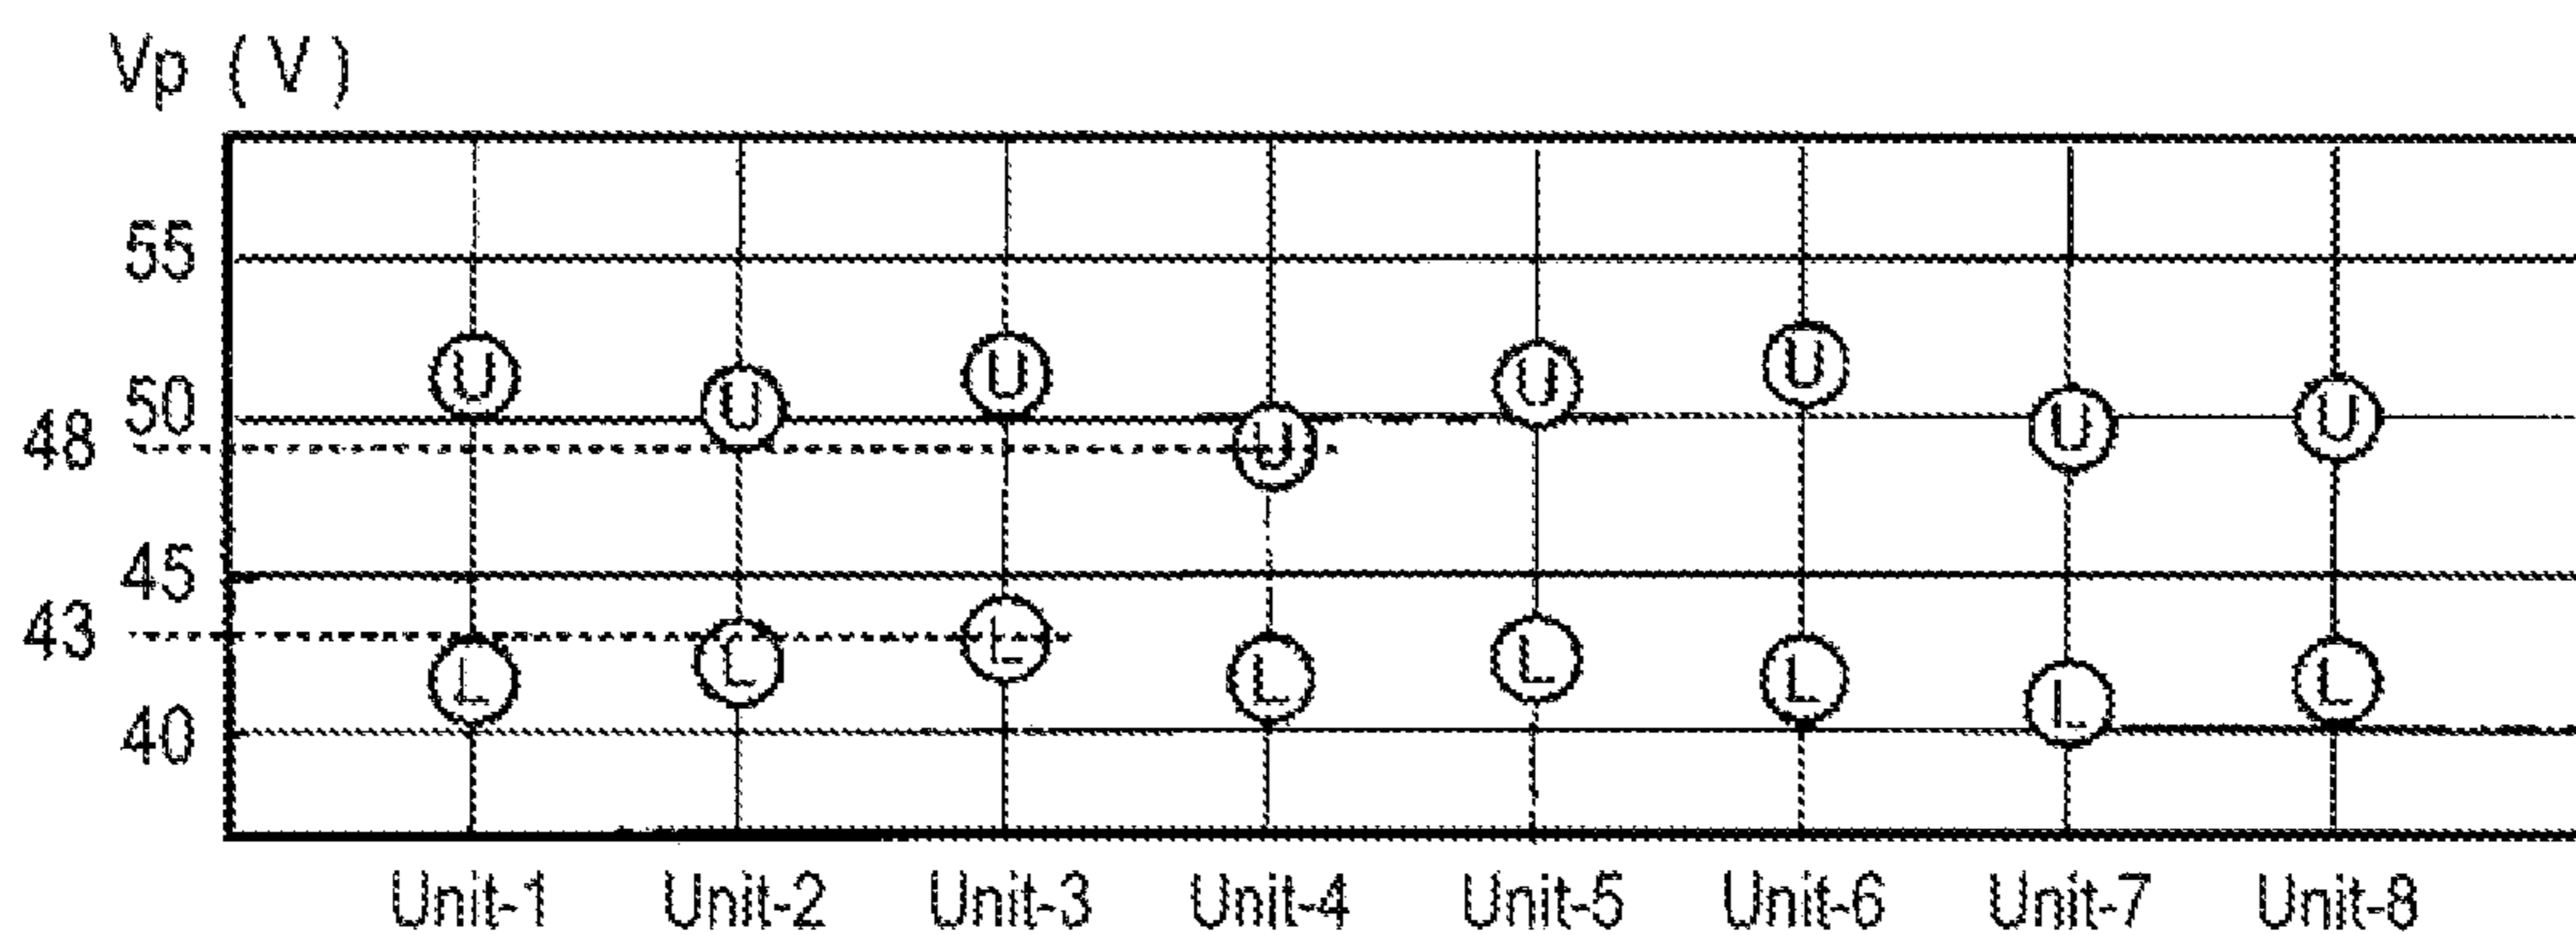 Vp (V)
55
U U U U U U U U
50
48
45
43
L L L L L L L L
40
Unit-1 Unit-2 Unit-3 Unit-4 Unit-5 Unit-6 Unit-7 Unit-8